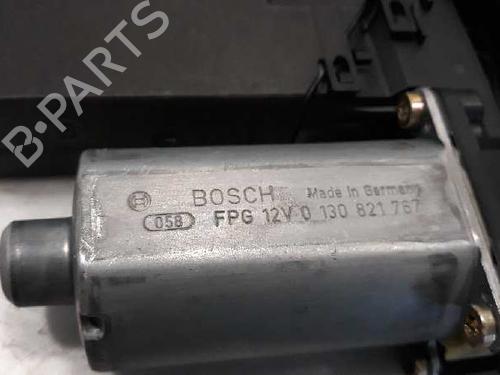 B-PARTS
BOSCH Made in Germany
058 FPG 12V 0 130 821 767